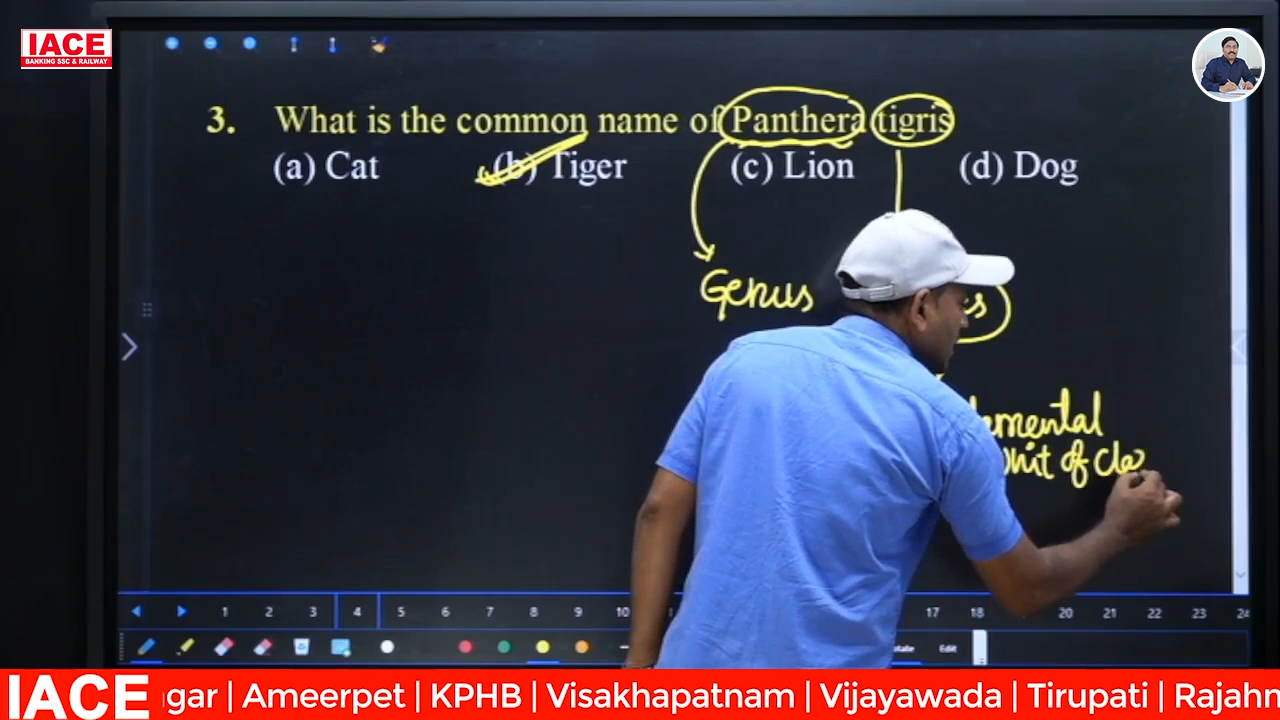 IACE
BANKING SSC & RAILWAY
3. What is the common name of Panthera tigris
(a) Cat (b) Tiger (c) Lion (d) Dog
Genus
Unit of Cla
1 2 3 4 5 6 7 8 9 10 17 18 20 21 22 23 24
Edit
IACE gar | Ameerpet | KPHB | Visakhapatnam | Vijayawada | Tirupati | Rajahn